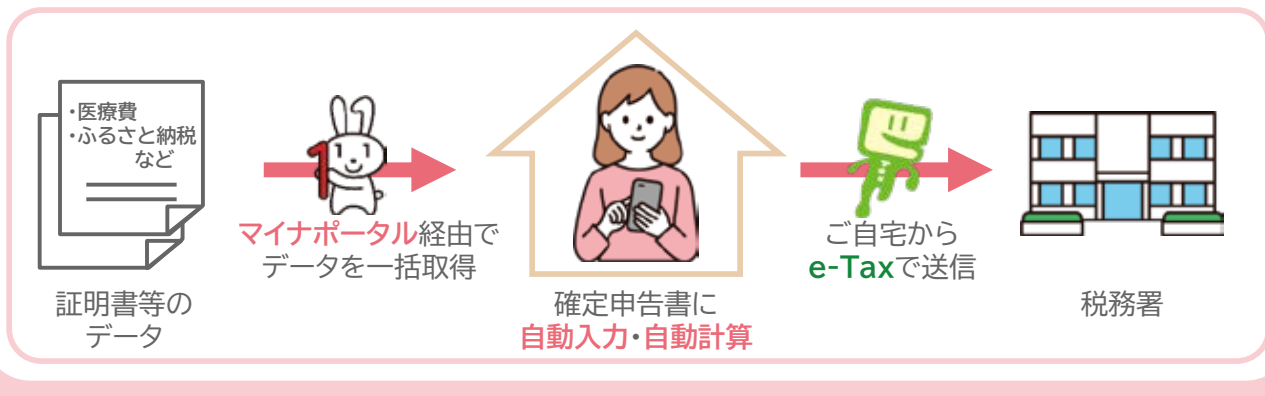 ・医療費
・ふるさと納税
など
証明書等の
データ
マイナポータル経由で
データを一括取得
確定申告書に
自動入力・自動計算
ご自宅から
e-Taxで送信
税務署